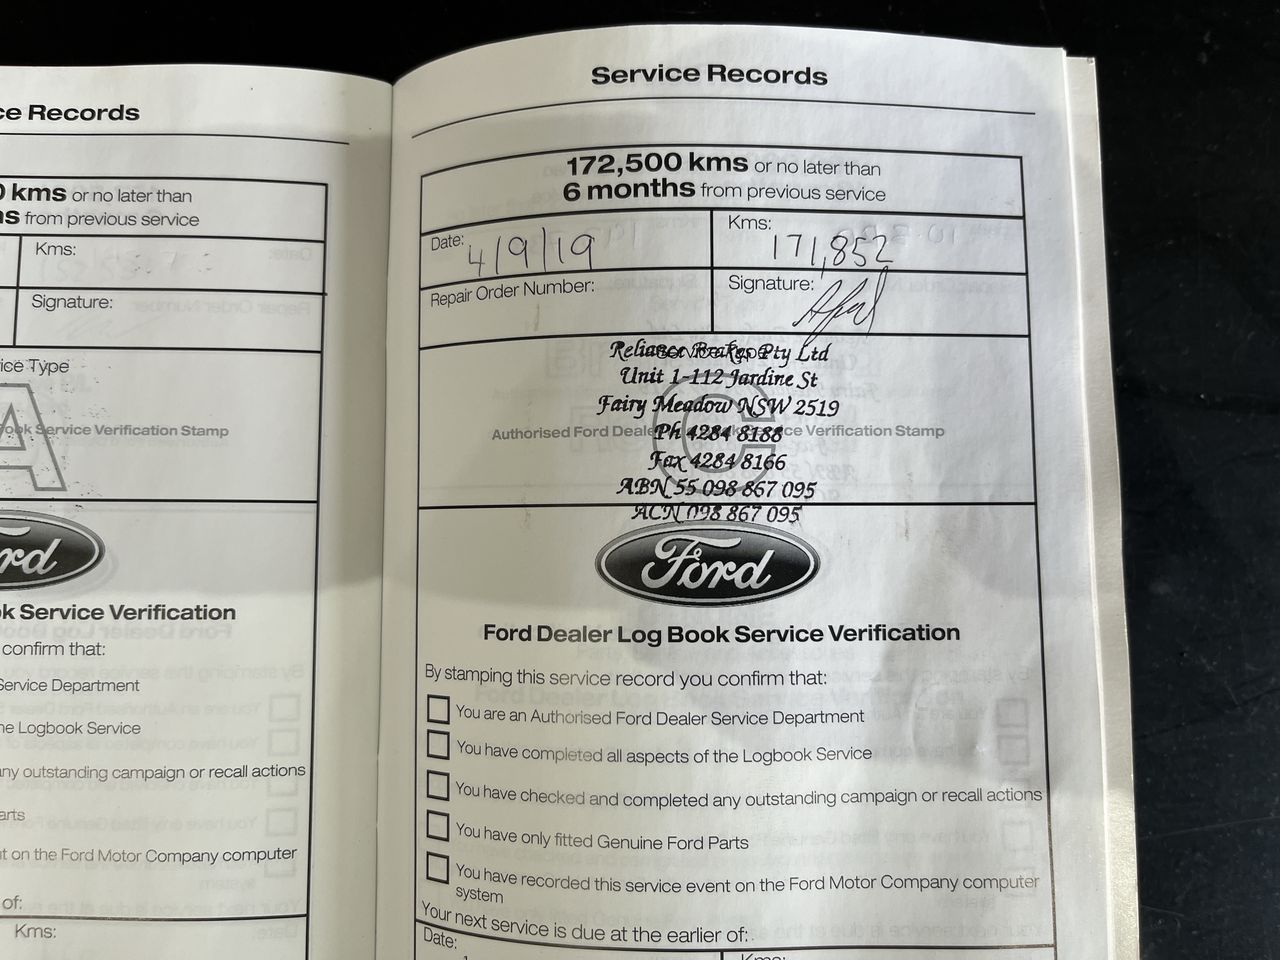 ce Records
0 kms or no later than
s from previous service
Kms:
Signature:
ice Type
A
ook Service Verification Stamp
ord
k Service Verification
confirm that:
Service Department
he Logbook Service
any outstanding campaign or recall actions
arts
t on the Ford Motor Company computer
of:
Kms:
Service Records
172,500 kms or no later than
6 months from previous service
Date: 4/9/19
Kms: 171,852
Repair Order Number:
Signature:
Reliance Brakes Pty Ltd
Unit 1-112 Jardine St
Fairy Meadow NSW 2519
C
Authorised Ford Deale Service Verification Stamp
Ph 4284 8188
Fax 4284 8166
ABN 55 098 867 095
ACN 098 867 095
Ford
Ford Dealer Log Book Service Verification
By stamping this service record you confirm that:
You are an Authorised Ford Dealer Service Department
You have completed all aspects of the Logbook Service
You have checked and completed any outstanding campaign or recall actions
You have only fitted Genuine Ford Parts
You have recorded this service event on the Ford Motor Company computer
system
Your next service is due at the earlier of:
Date:
Kms: